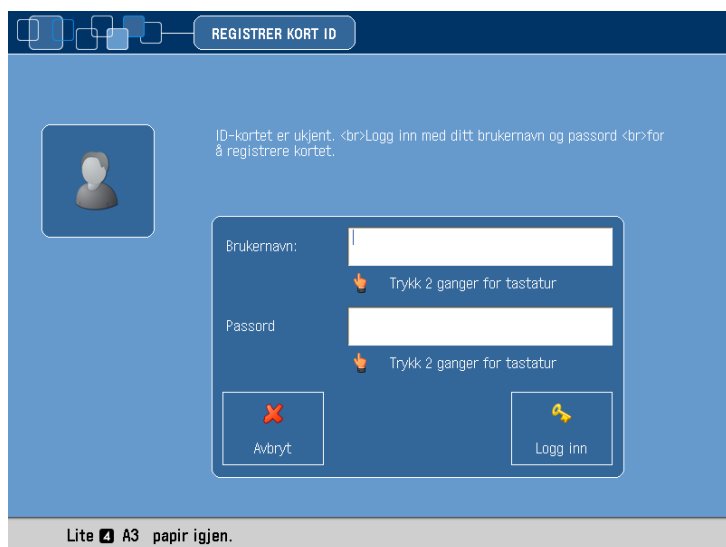 REGISTRER KORT ID
ID-kortet er ukjent. <br>Logg inn med ditt brukernavn og passord <br>for
å registrere kortet.
Brukernavn:
Trykk 2 ganger for tastatur
Passord
Trykk 2 ganger for tastatur
Avbryt
Logg inn
Lite 4 A3 papir igjen.